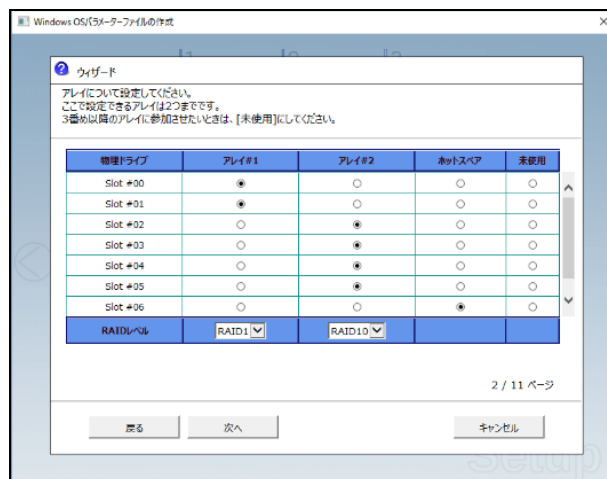 Windows OSパラメーターファイルの作成
ウィザード
アレイについて設定してください。
ここで設定できるアレイは2つまでです。
3番め以降のアレイに参加させたいときは、[未使用]にしてください。
物理ドライブ アレイ#1 アレイ#2 ホットスペア 未使用
Slot #00
Slot #01
Slot #02
Slot #03
Slot #04
Slot #05
Slot #06
RAIDレベル RAID1 RAID10
2 / 11 ページ
戻る 次へ キャンセル
Setup